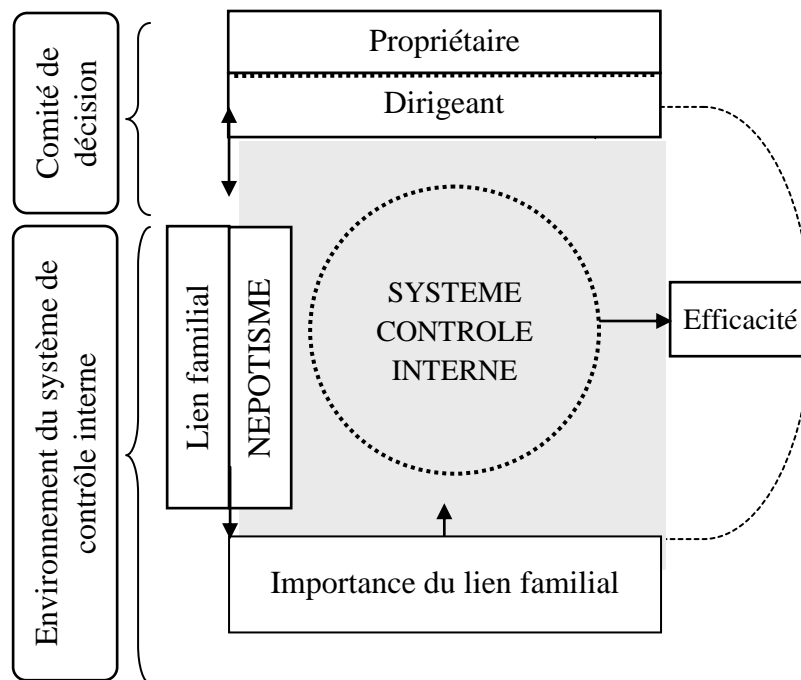 Comité de
décision
Propriétaire
Dirigeant
Environnement du système de
contrôle interne
Lien familial
NEPOTISME
SYSTEME
CONTROLE
INTERNE
Efficacité
Importance du lien familial